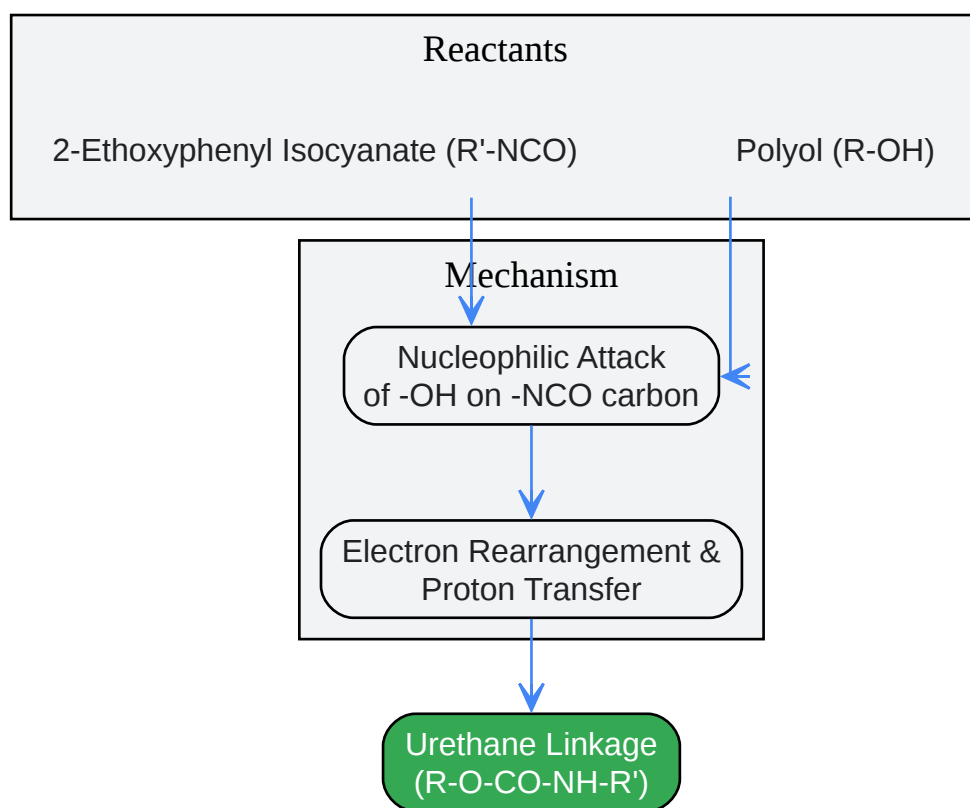 Reactants
2-Ethoxyphenyl Isocyanate (R'-NCO)
Polyol (R-OH)
Mechanism
Nucleophilic Attack
of -OH on -NCO carbon
Electron Rearrangement &
Proton Transfer
Urethane Linkage
(R-O-CO-NH-R')